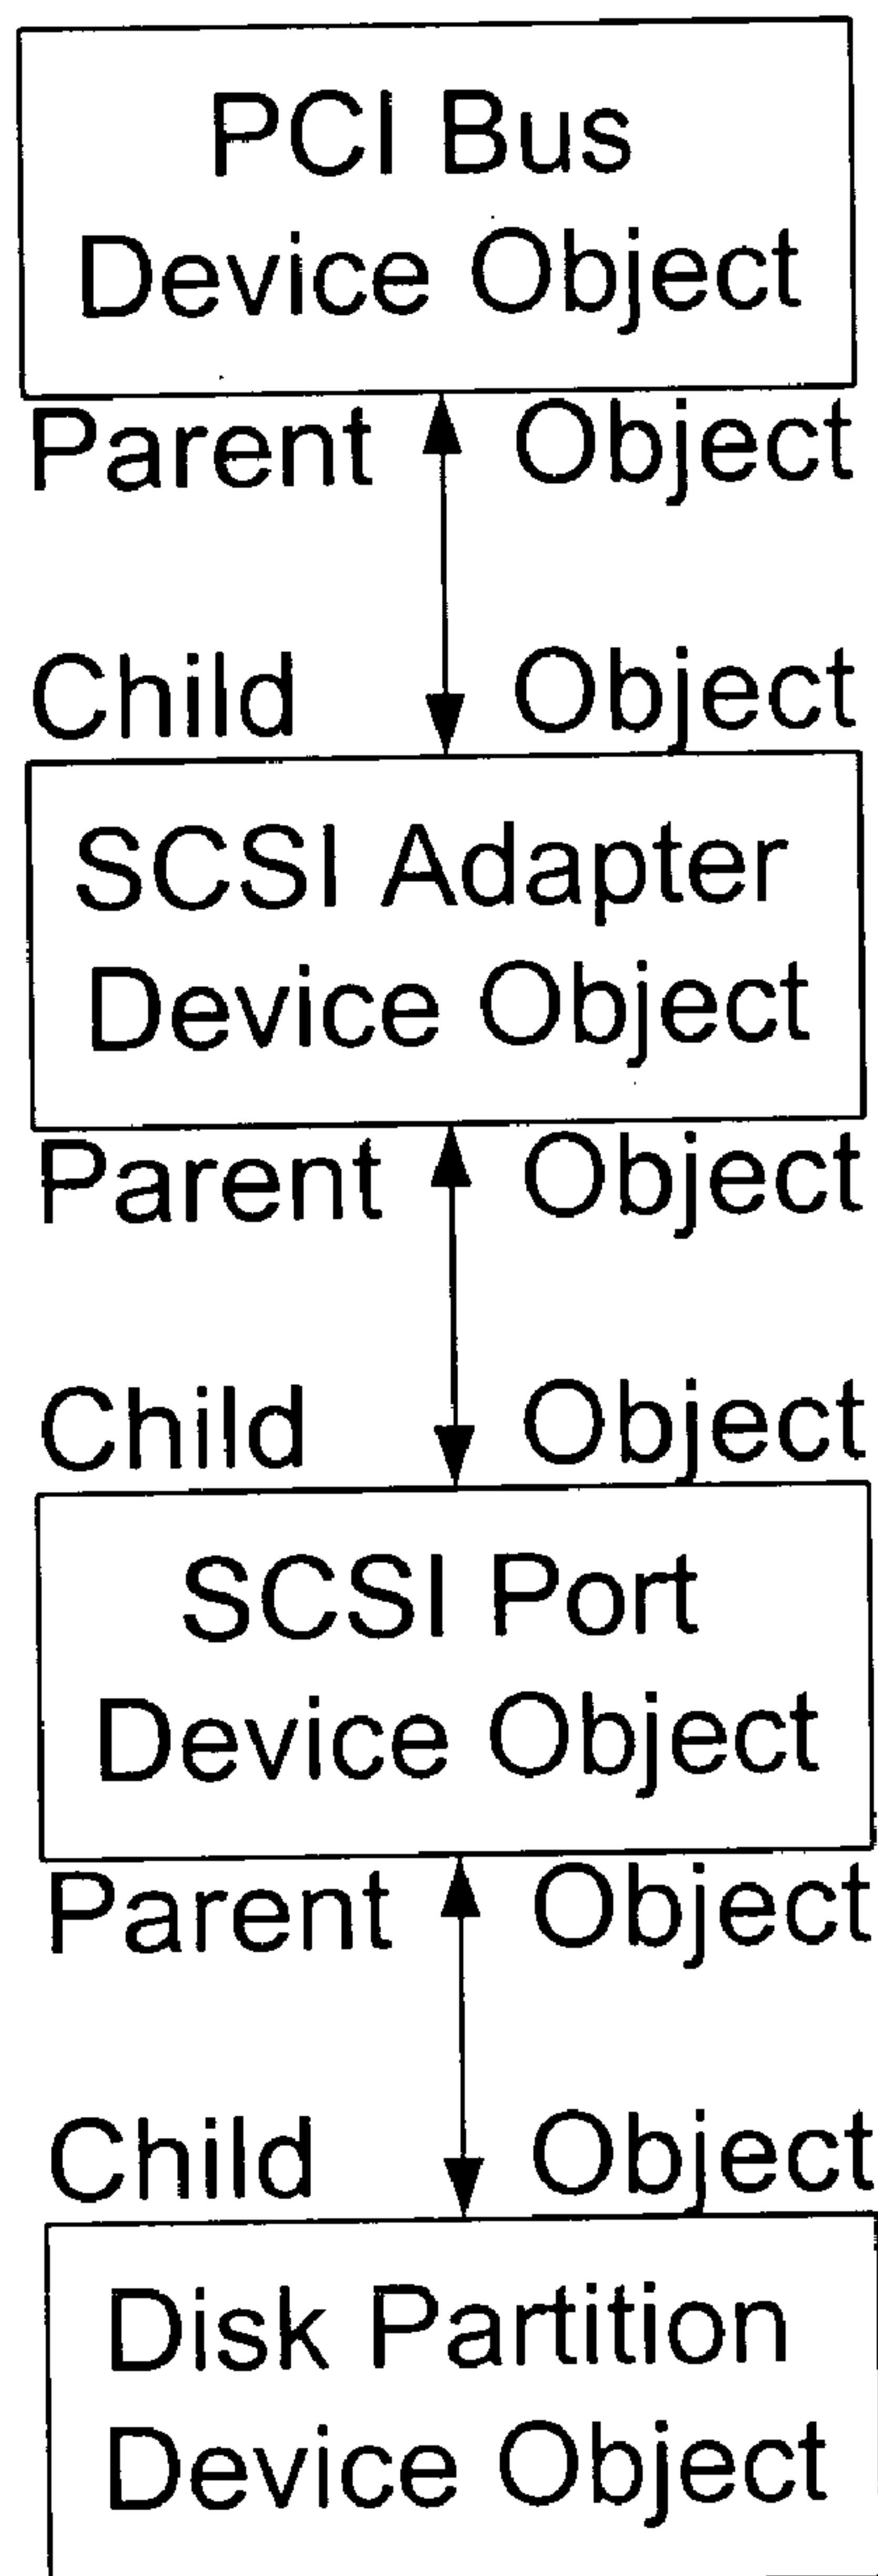 PCI Bus
Device Object
Parent Object
Child Object
SCSI Adapter
Device Object
Parent Object
Child Object
SCSI Port
Device Object
Parent Object
Child Object
Disk Partition
Device Object